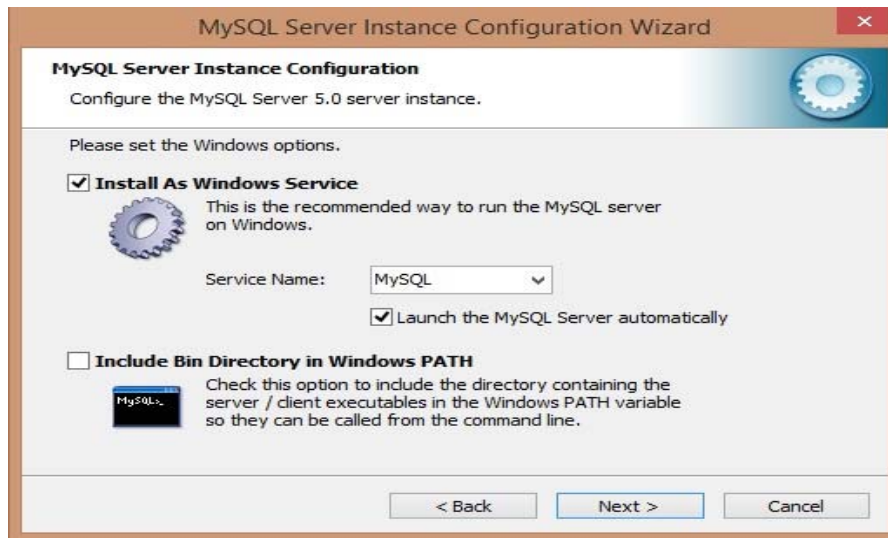 MySQL Server Instance Configuration Wizard
MySQL Server Instance Configuration
Configure the MySQL Server 5.0 server instance.
Please set the Windows options.
Install As Windows Service
This is the recommended way to run the MySQL server
on Windows.
Service Name: MySQL
Launch the MySQL Server automatically
Include Bin Directory in Windows PATH
MySQL>_
Check this option to include the directory containing the
server / client executables in the Windows PATH variable
so they can be called from the command line.
< Back Next > Cancel